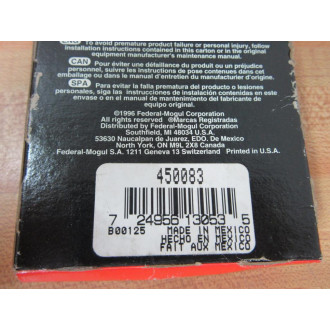 To avoid premature product failure or personal injury, follow
installation instructions contained in this carton or in the original
equipment manufacturer's maintenance manual.
CAN Pour éviter une défaillance du produit ou un préjudice
personnel, suivre les instructions de pose contenues dans cet
emballage ou dans le manuel d'entretien du manufacturier.
SPA Para evitar la falla prematura del producto o lesiones
personales, siga las instrucciones de instalación contenidas en este
envase o en el manual de mantenimiento del fabricante de
equipo original.
©1996 Federal-Mogul Corporation
All rights reserved ®Marcas Registradas
Distributed by Federal-Mogul Corporation
Southfield, MI 48034 U.S.A.
53630 Naucalpan de Juarez, EDO. De Mexico
North York, ON M9L 2X8 Canada
Federal-Mogul S.A. 1211 Geneva 13 Switzerland Printed in U.S.A.
450083
7 24956 13053 5
B00125 MADE IN MEXICO
HECHO EN MEXICO
FAIT AUX MEXICO